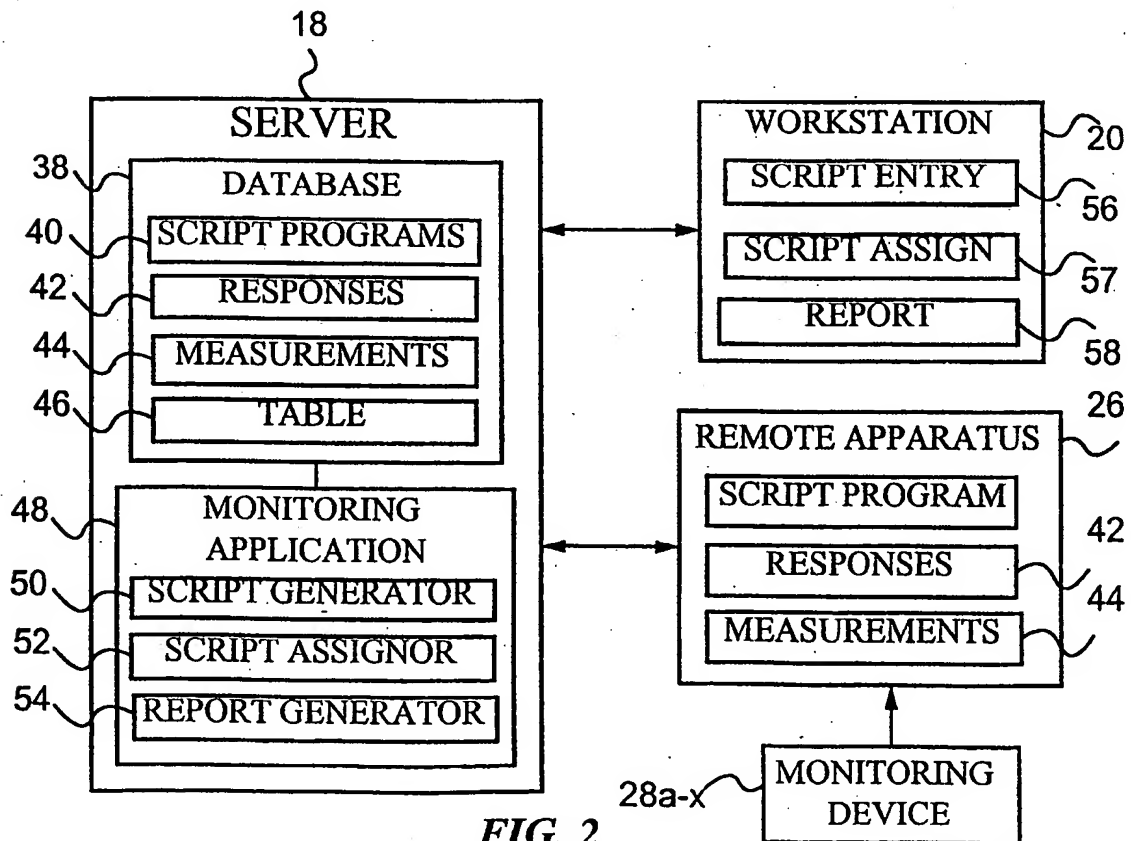 18
SERVER
38
DATABASE
40
SCRIPT PROGRAMS
42
RESPONSES
44
MEASUREMENTS
46
TABLE
48
MONITORING
APPLICATION
50
SCRIPT GENERATOR
52
SCRIPT ASSIGNOR
54
REPORT GENERATOR
WORKSTATION
20
SCRIPT ENTRY
56
SCRIPT ASSIGN
57
REPORT
58
26
REMOTE APPARATUS
SCRIPT PROGRAM
42
RESPONSES
44
MEASUREMENTS
28a-x
MONITORING
DEVICE
FIG. 2